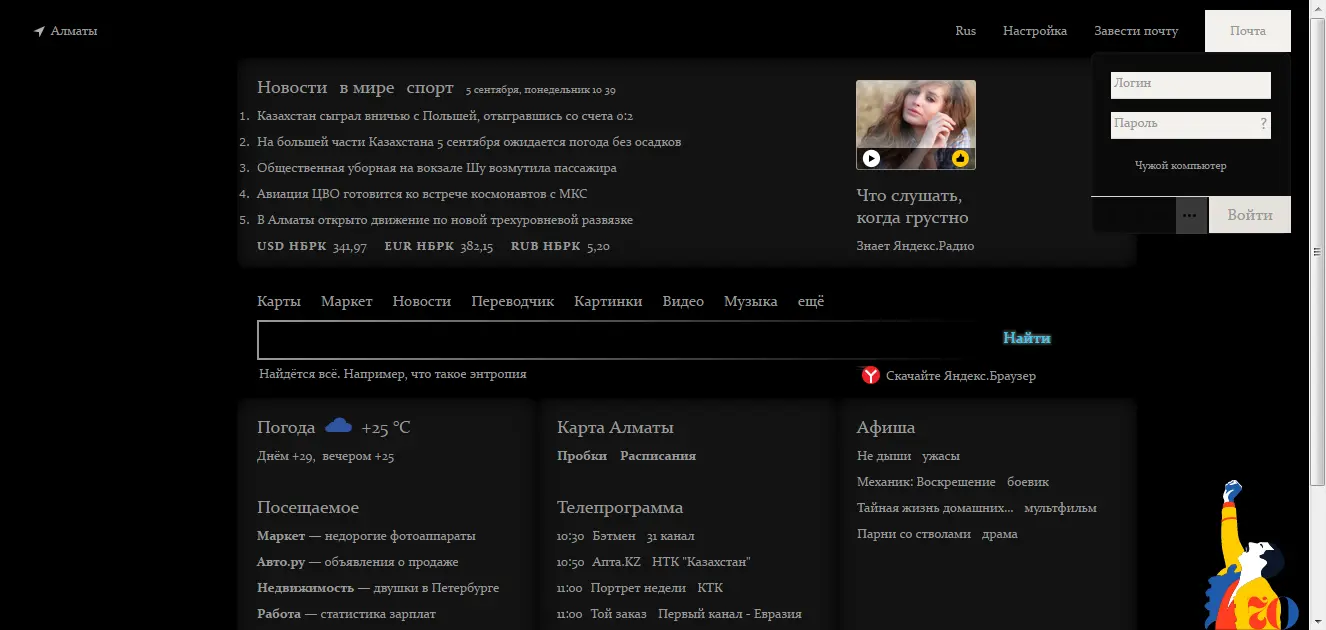 Алматы
Rus Настройка Завести почту Почта
Логин
Пароль ?
Чужой компьютер
... Войти
Новости в мире спорт 5 сентября, понедельник 10 39
1. Казахстан сыграл вничью с Польшей, отыгравшись со счета 0:2
2. На большей части Казахстана 5 сентября ожидается погода без осадков
3. Общественная уборная на вокзале Шу возмутила пассажира
4. Авиация ЦВО готовится ко встрече космонавтов с МКС
5. В Алматы открыто движение по новой трехуровневой развязке
USD НБРК 341,97 EUR НБРК 382,15 RUB НБРК 5,20
Что слушать,
когда грустно
Знает Яндекс.Радио
Карты Маркет Новости Переводчик Картинки Видео Музыка ещё
Найти
Найдётся всё. Например, что такое энтропия
Скачайте Яндекс.Браузер
Погода +25 °C
Днём +29, вечером +25
Посещаемое
Маркет — недорогие фотоаппараты
Авто.ру — объявления о продаже
Недвижимость — двушки в Петербурге
Работа — статистика зарплат
Карта Алматы
Пробки Расписания
Телепрограмма
10:30 Бэтмен 31 канал
10:50 Апта.KZ НТК "Казахстан"
11:00 Портрет недели КТК
11:00 Той заказ Первый канал - Евразия
Афиша
Не дыши ужасы
Механик: Воскрешение боевик
Тайная жизнь домашних... мультфильм
Парни со стволами драма
70